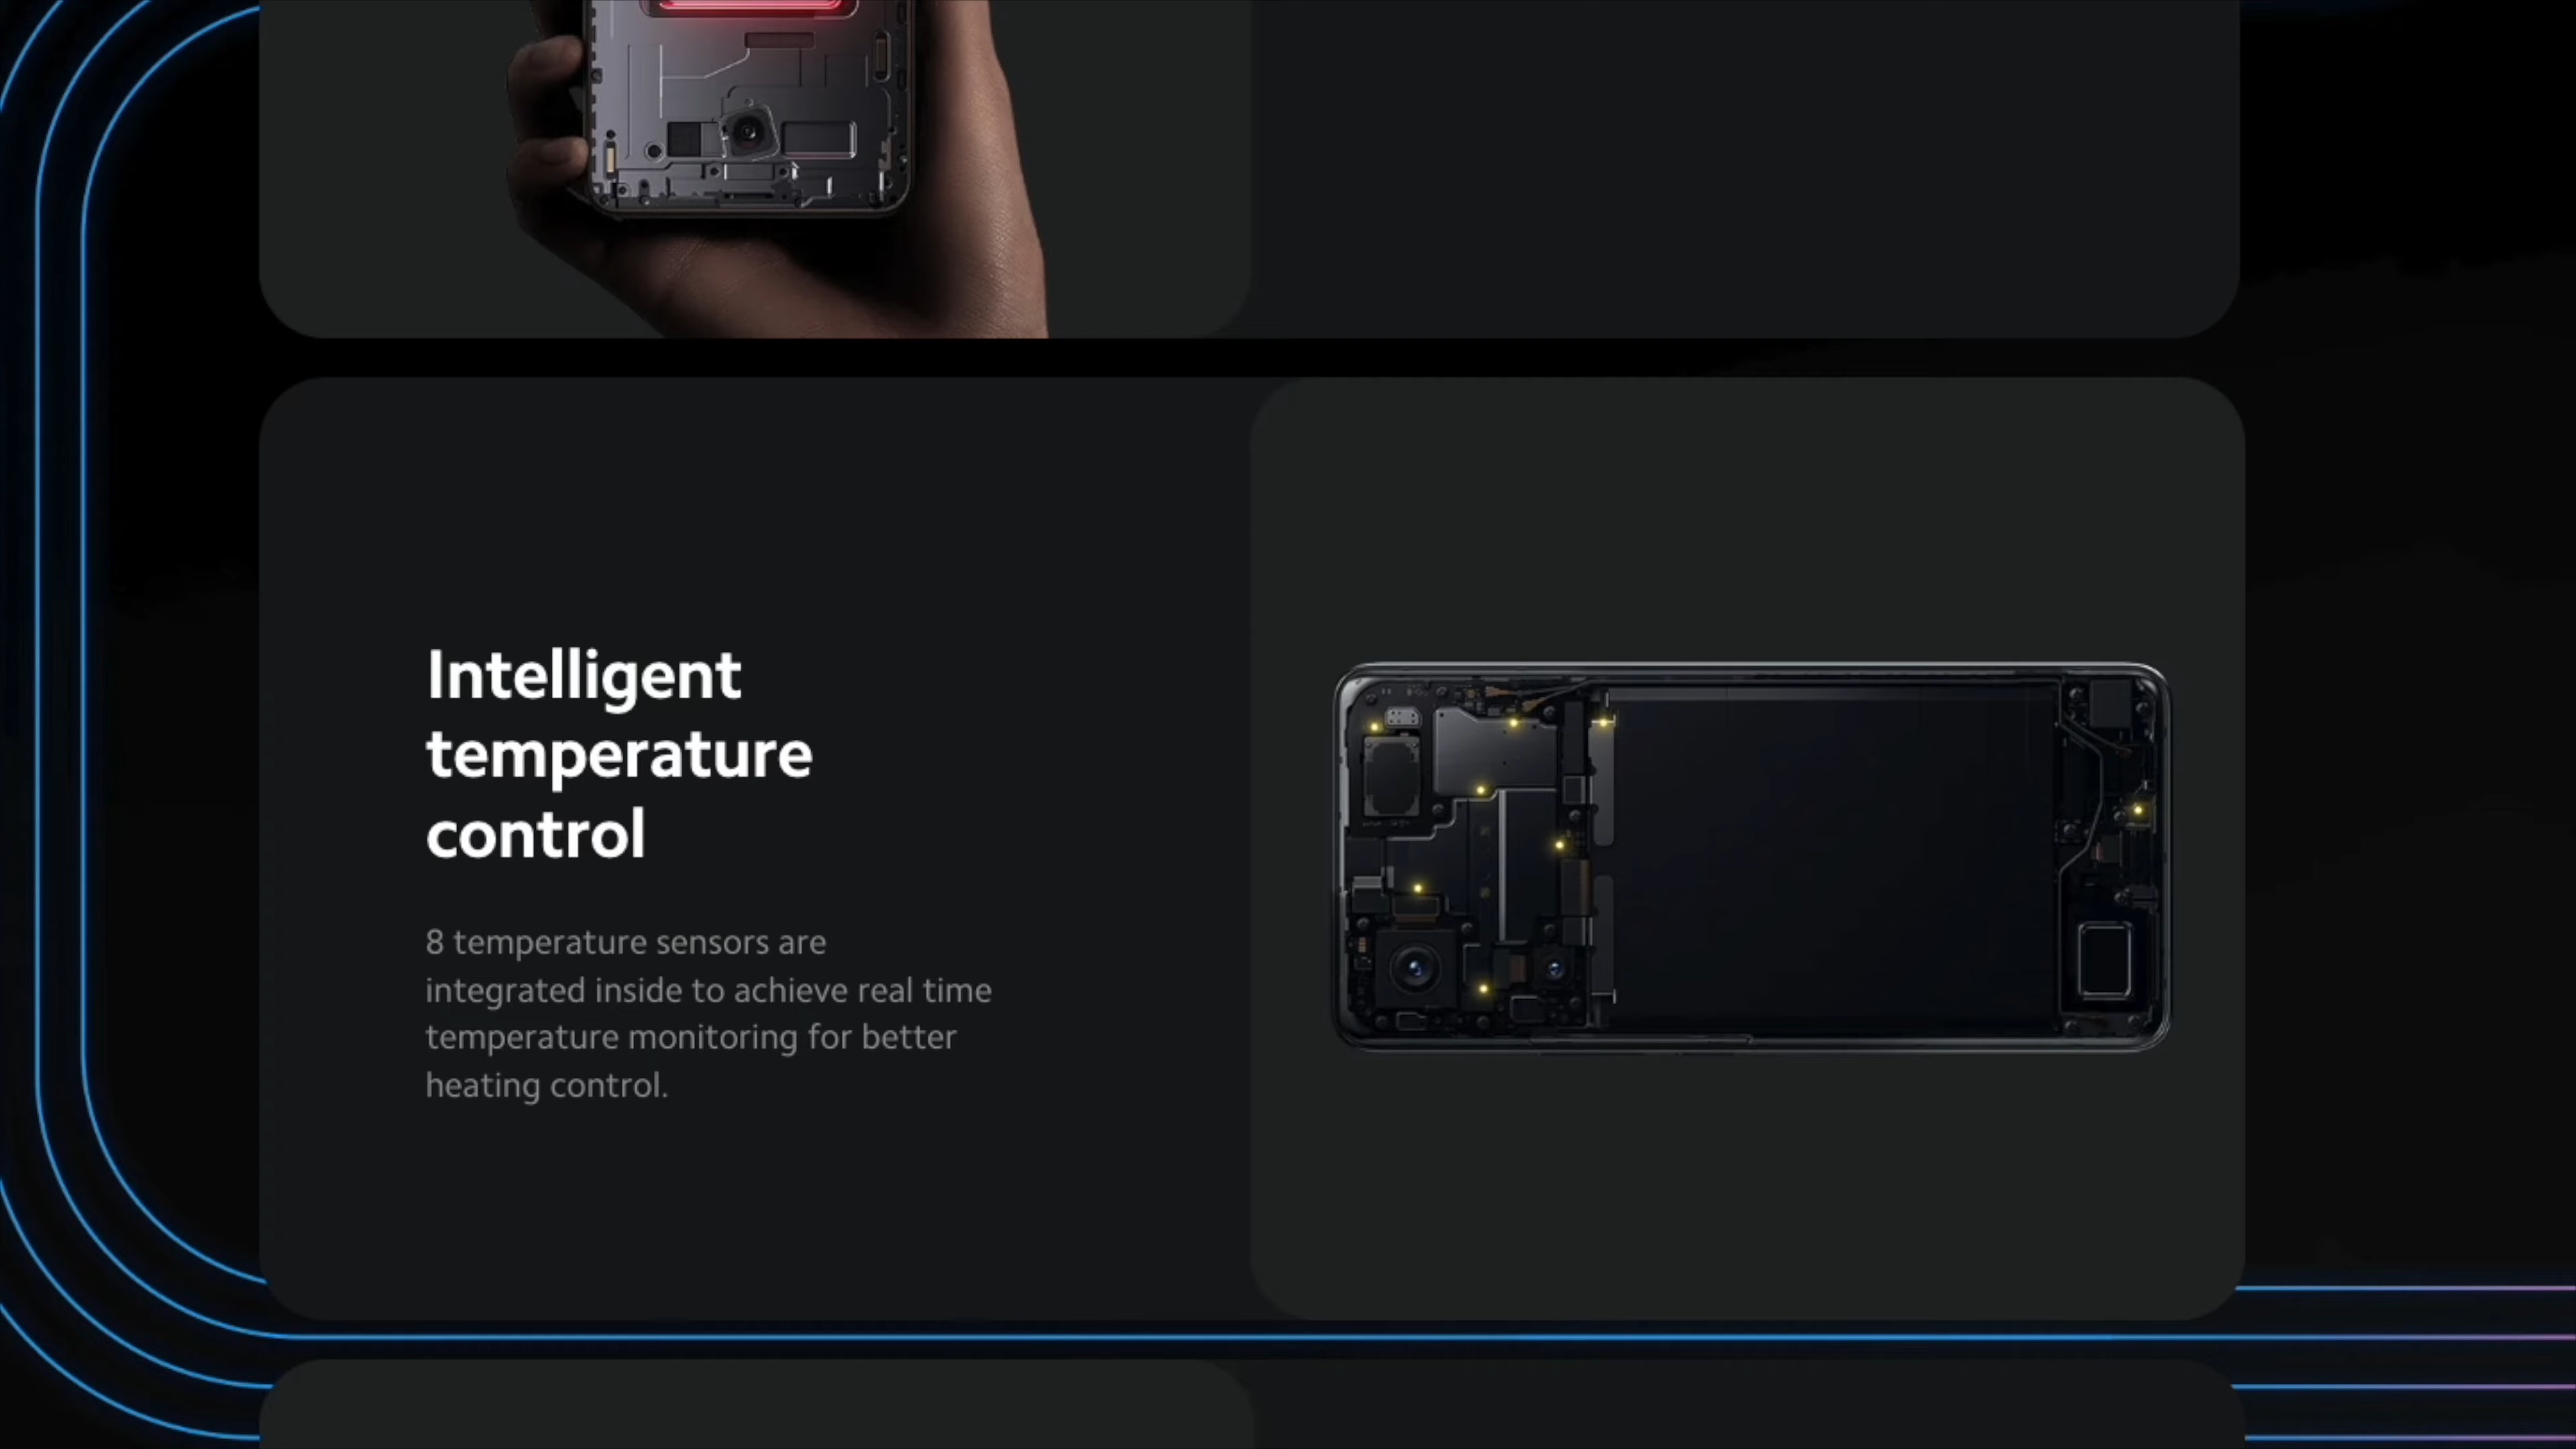 Intelligent
temperature
control
8 temperature sensors are
integrated inside to achieve real time
temperature monitoring for better
heating control.